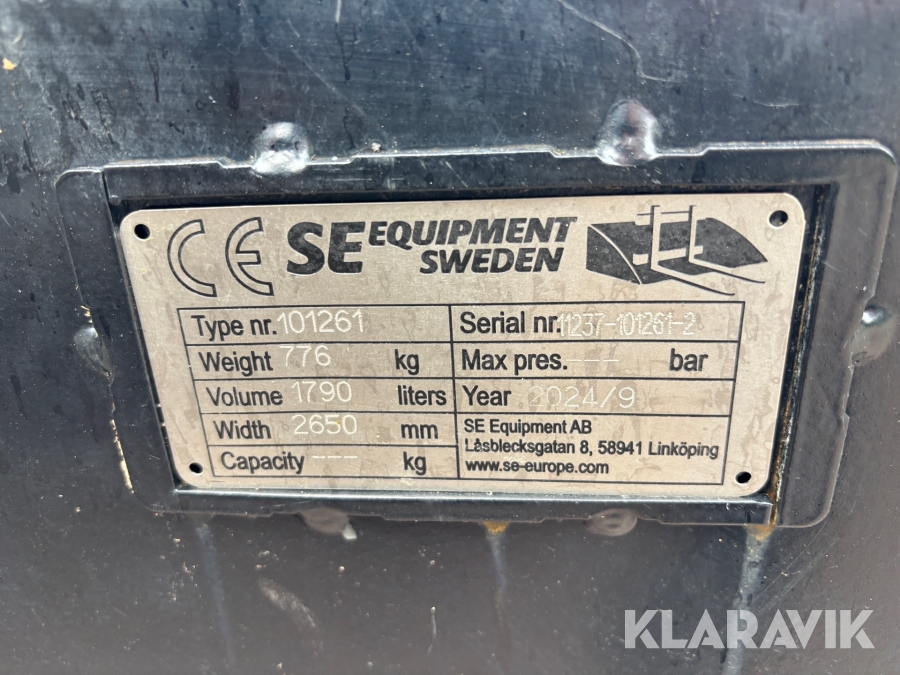 CE SE EQUIPMENT
SWEDEN
Type nr. 101261
Serial nr. 11237-101261-2
Weight 776 kg
Max pres. --- bar
Volume 1790 liters
Year 2024/9
Width 2650 mm
SE Equipment AB
Låsblecksgatan 8, 58941 Linköping
www.se-europe.com
Capacity --- kg
KLARAVIK